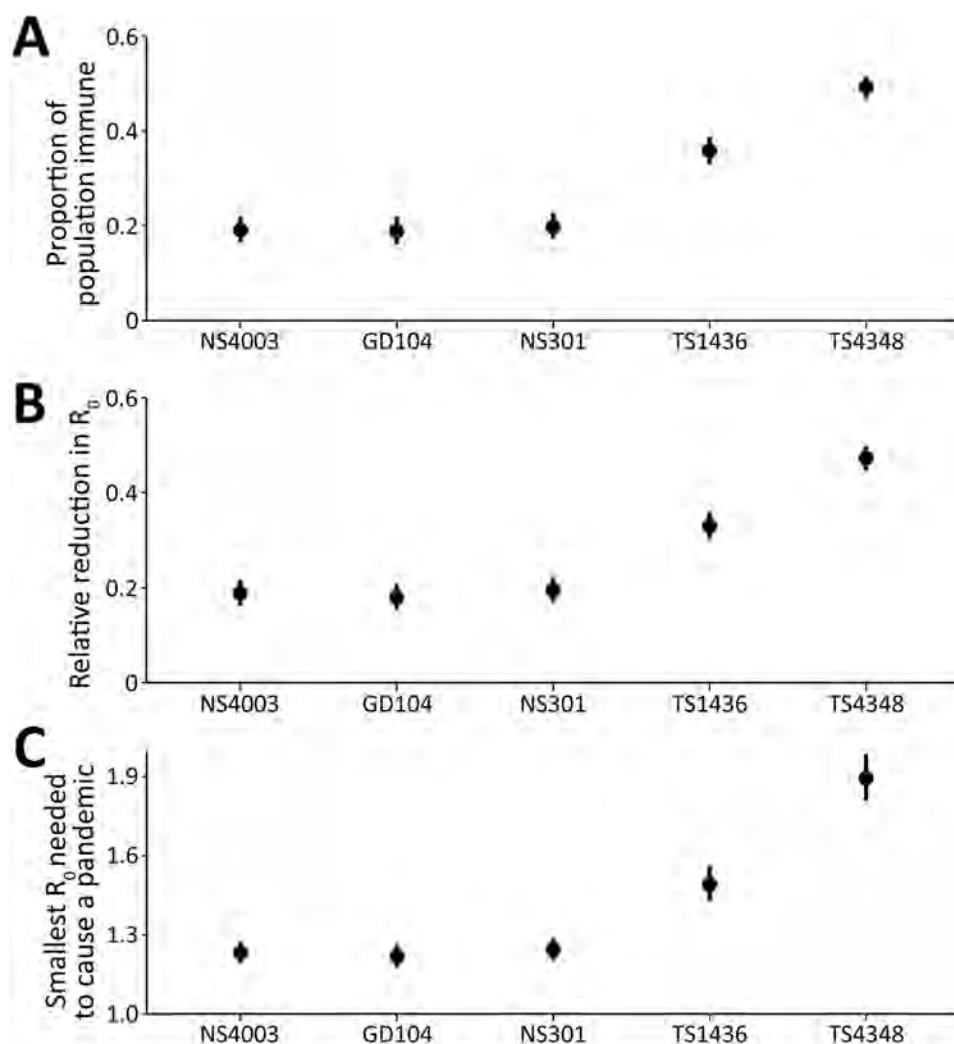 A
Proportion of
population immune
0.6
0.4
0.2
0
NS4003 GD104 NS301 TS1436 TS4348
B
Relative reduction in R₀
0.6
0.4
0.2
0
NS4003 GD104 NS301 TS1436 TS4348
C
Smallest R₀ needed
to cause a pandemic
1.9
1.6
1.3
1.0
NS4003 GD104 NS301 TS1436 TS4348